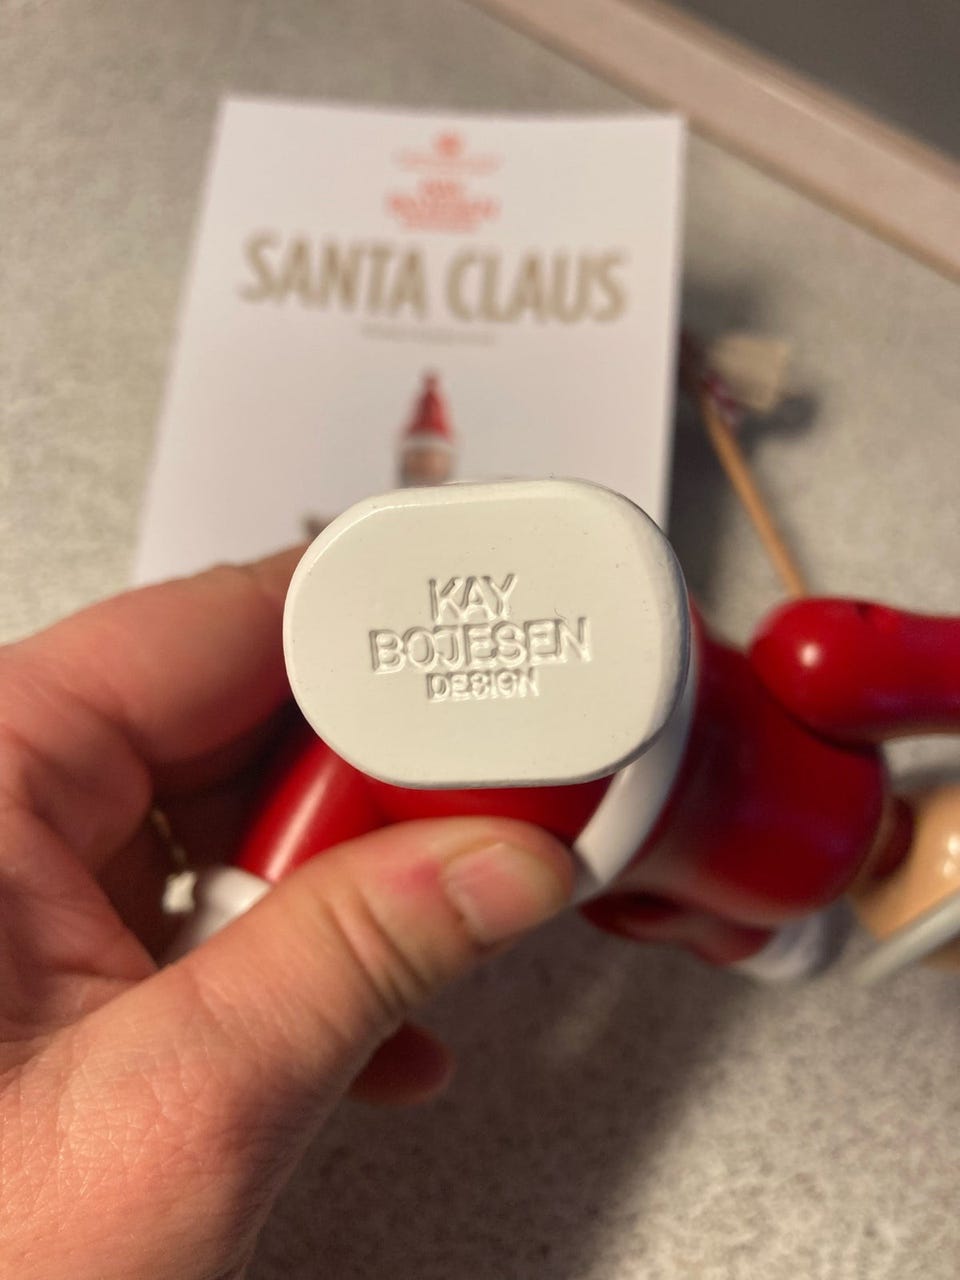 SANTA CLAUS
KAY
BOJESEN
DESIGN